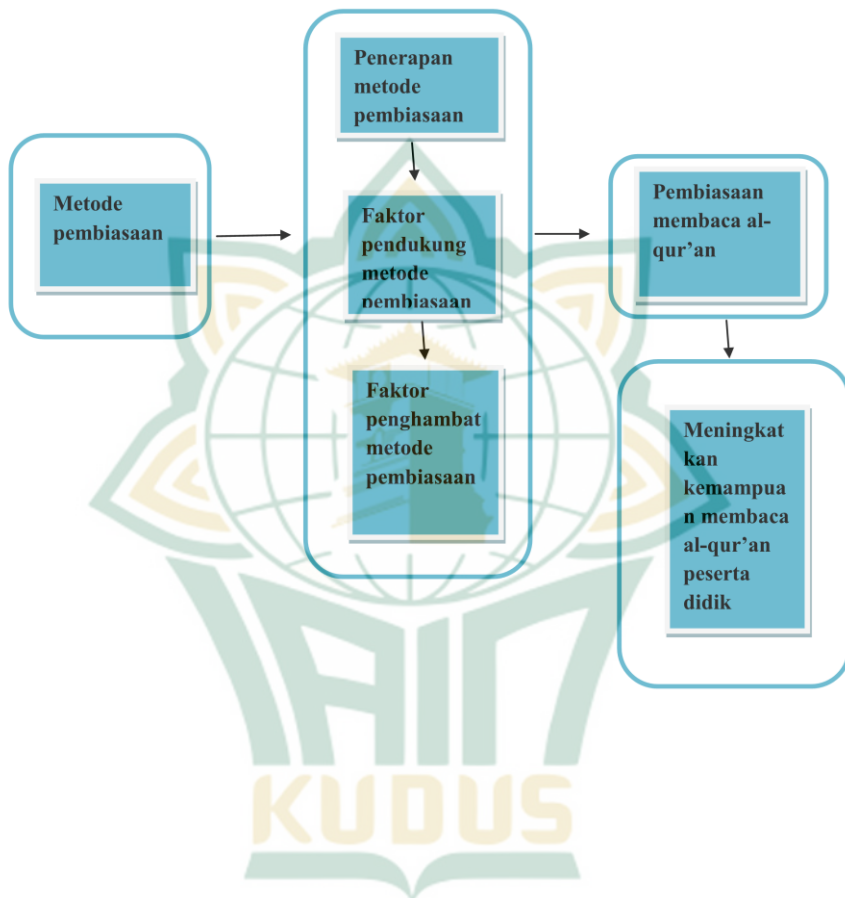 Metode
pembiasaan
Penerapan
metode
pembiasaan
Faktor
pendukung
metode
pembiasaan
Faktor
penghambat
metode
pembiasaan
Pembiasaan
membaca al-
qur’an
Meningkat
kan
kemampua
n membaca
al-qur’an
peserta
didik
IAIN
KUDUS